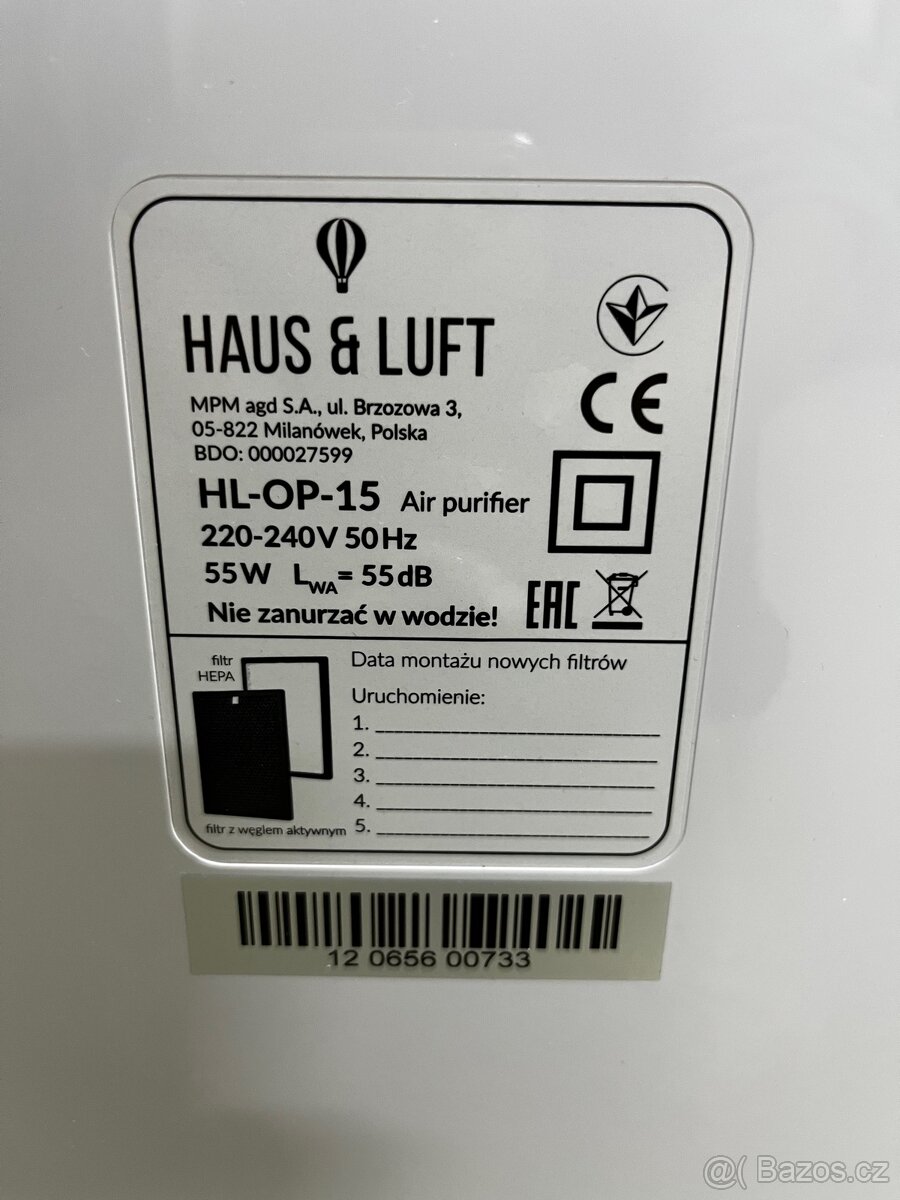 HAUS & LUFT
MPM agd S.A., ul. Brzozowa 3,
05-822 Milanówek, Polska
BDO: 000027599
HL-OP-15 Air purifier
220-240V 50Hz
55W LWA= 55dB
Nie zanurzać w wodzie!
CE
EAC
filtr
HEPA
filtr z węglem aktywnym
Data montażu nowych filtrów
Uruchomienie:
1.
2.
3.
4.
5.
12 0656 00733
@( Bazos.cz